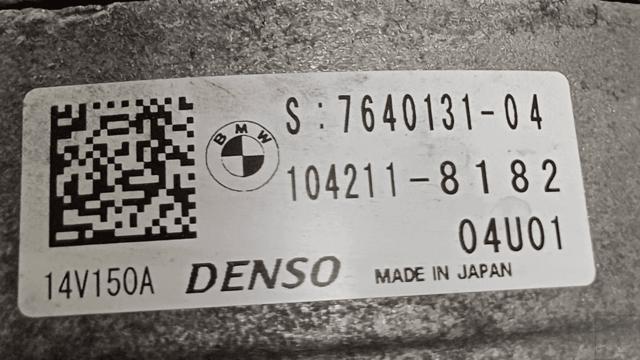 BMW
S:7640131-04
104211-8182
04U01
14V150A DENSO MADE IN JAPAN